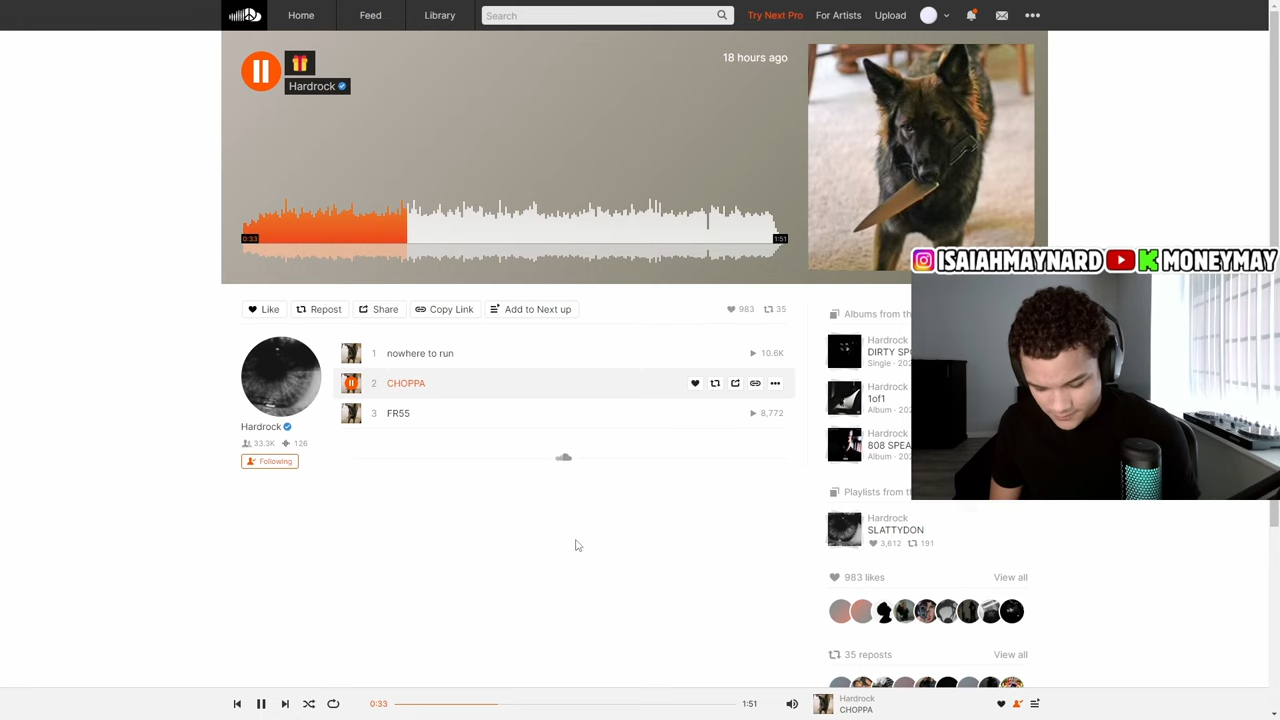 Home
Feed
Library
Search
Try Next Pro
For Artists
Upload
🎁
18 hours ago
Hardrock
0:33
1:51
Like
Repost
Share
Copy Link
Add to Next up
983
35
1 nowhere to run
10.6K
2 CHOPPA
3 FR55
8,772
Hardrock
33.3K 126
Following
ISAIAHMAYNARD K MONEYMAY
Albums from th
Hardrock
DIRTY SPO
Single · 202
Hardrock
1of1
Album · 202
Hardrock
808 SPEA
Album · 202
Playlists from t
Hardrock
SLATTYDON
3,612 191
983 likes
View all
35 reposts
View all
0:33
1:51
Hardrock
CHOPPA